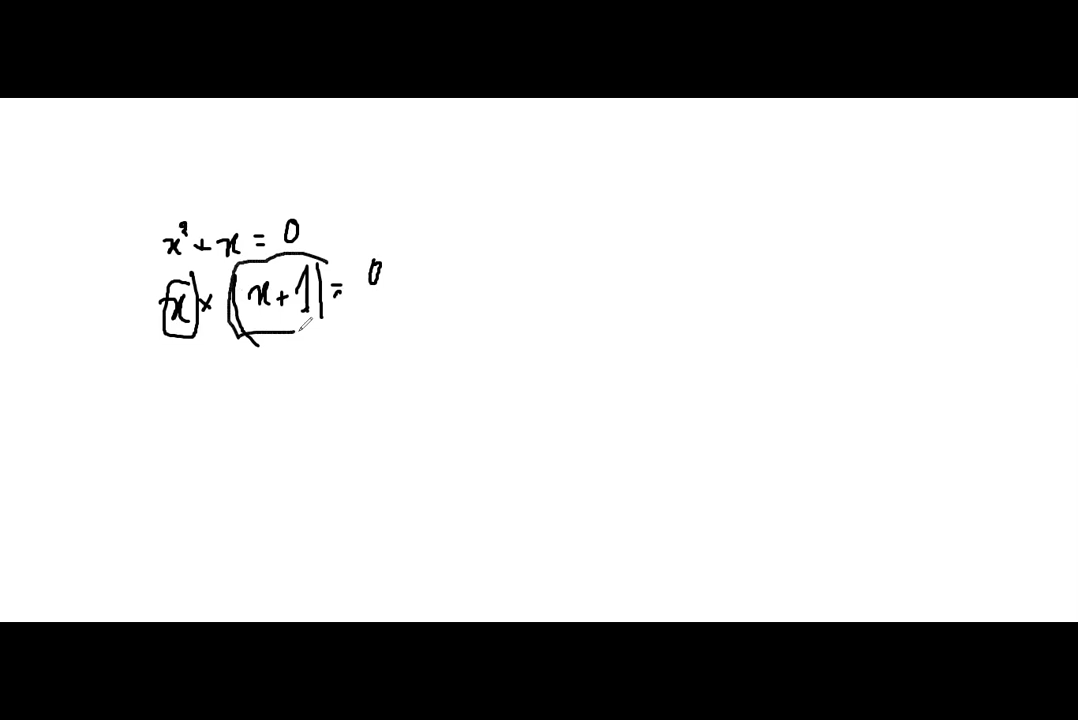 x² + x = 0
x × (x + 1) = 0